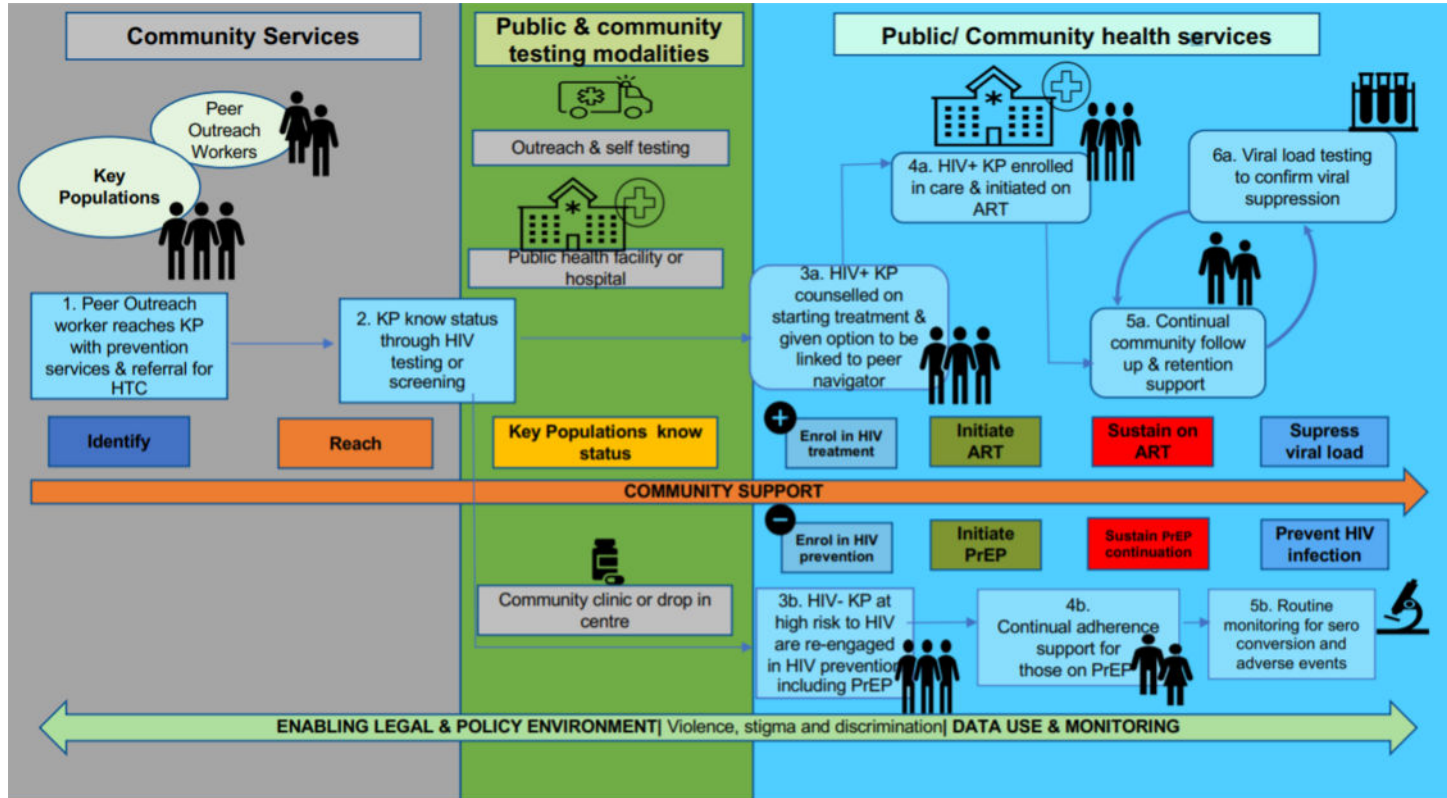 Community Services
Public & community
testing modalities
Public/ Community health services
Peer
Outreach
Workers
Key
Populations
Outreach & self testing
Public health facility or
hospital
1. Peer Outreach
worker reaches KP
with prevention
services & referral for
HTC
2. KP know status
through HIV
testing or
screening
3a. HIV+ KP
counselled on
starting treatment &
given option to be
linked to peer
navigator
4a. HIV+ KP enrolled
in care & initiated on
ART
5a. Continual
community follow
up & retention
support
6a. Viral load testing
to confirm viral
suppression
Identify
Reach
Key Populations know
status
Enrol in HIV
treatment
Initiate
ART
Sustain on
ART
Supress
viral load
COMMUNITY SUPPORT
Enrol in HIV
prevention
Initiate
PrEP
Sustain PrEP
continuation
Prevent HIV
infection
Community clinic or drop in
centre
3b. HIV- KP at
high risk to HIV
are re-engaged
in HIV prevention
including PrEP
4b.
Continual adherence
support for
those on PrEP
5b. Routine
monitoring for sero
conversion and
adverse events
ENABLING LEGAL & POLICY ENVIRONMENT| Violence, stigma and discrimination| DATA USE & MONITORING